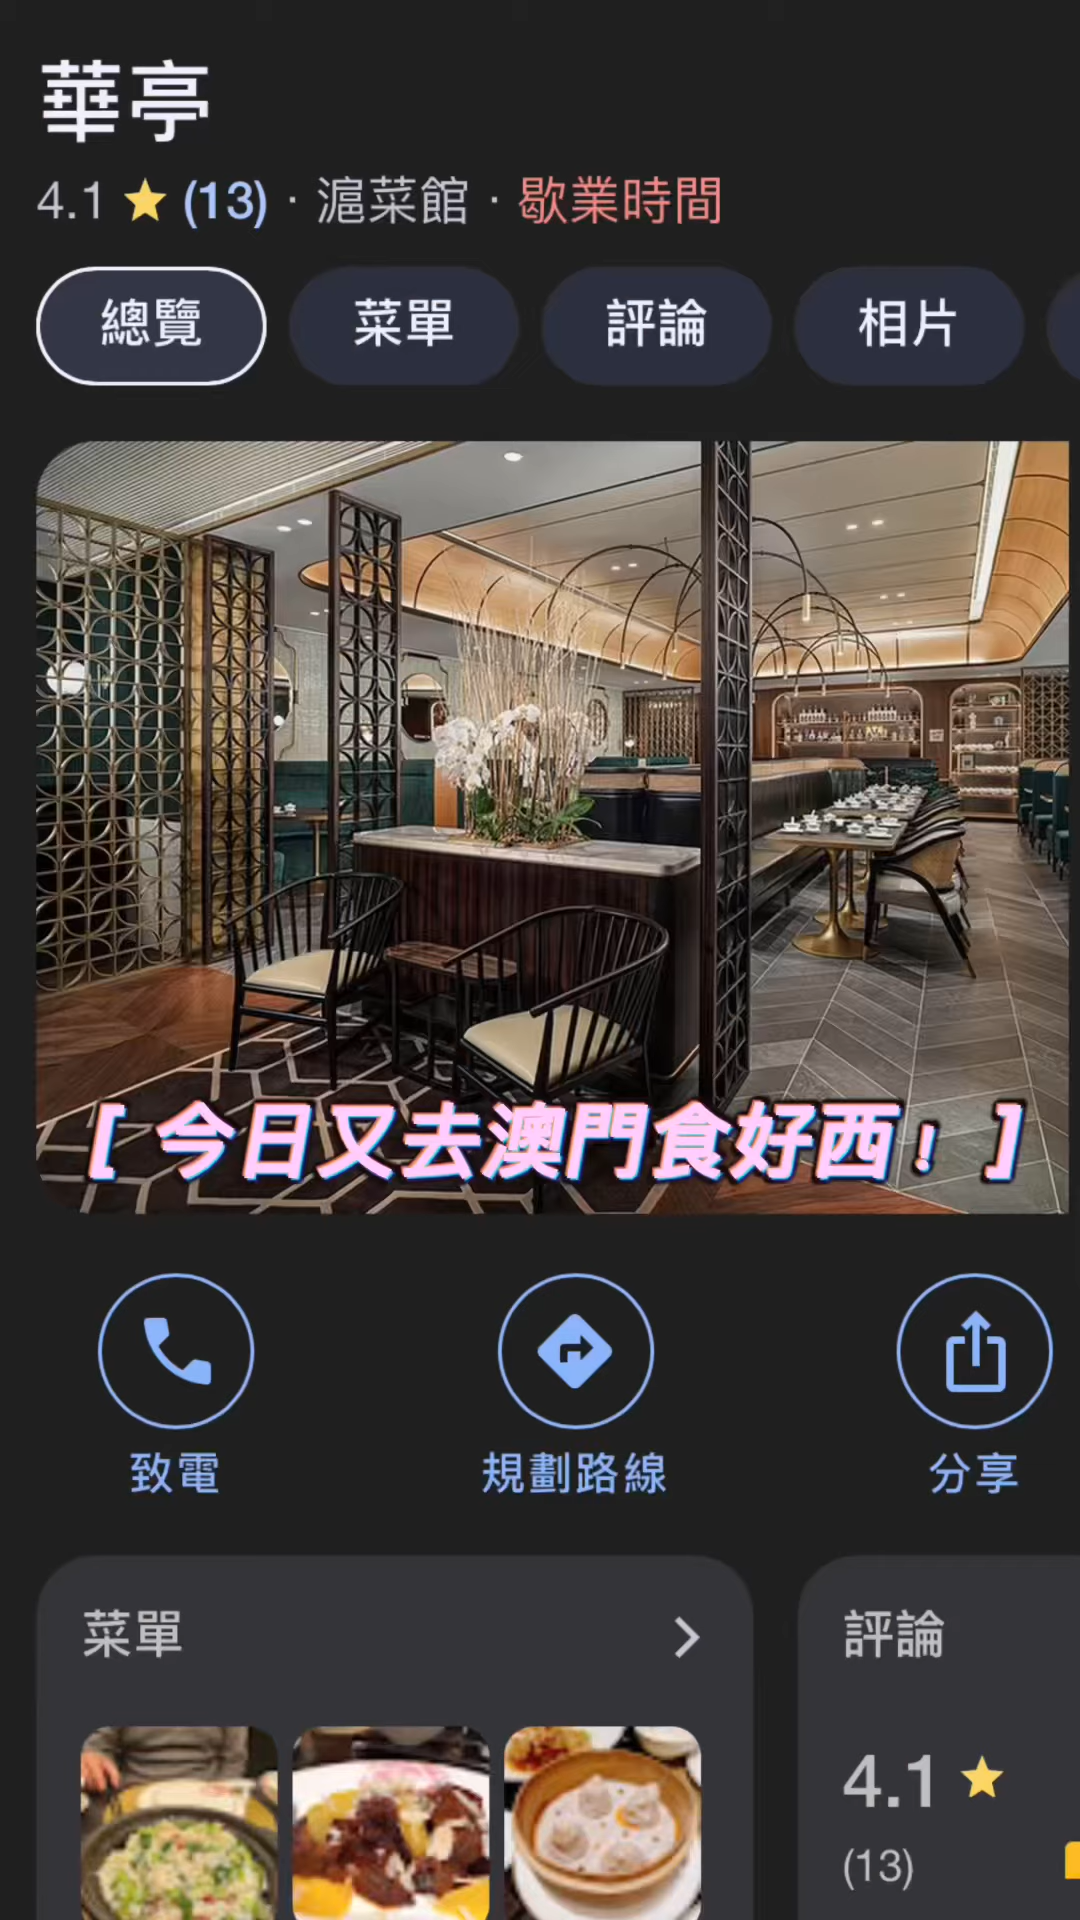 華亭
4.1 ★ (13) · 滬菜館 · 歇業時間
總覽 菜單 評論 相片
[ 今日又去澳門食好西! ]
致電 規劃路線 分享
菜單 評論
4.1 ★
(13)